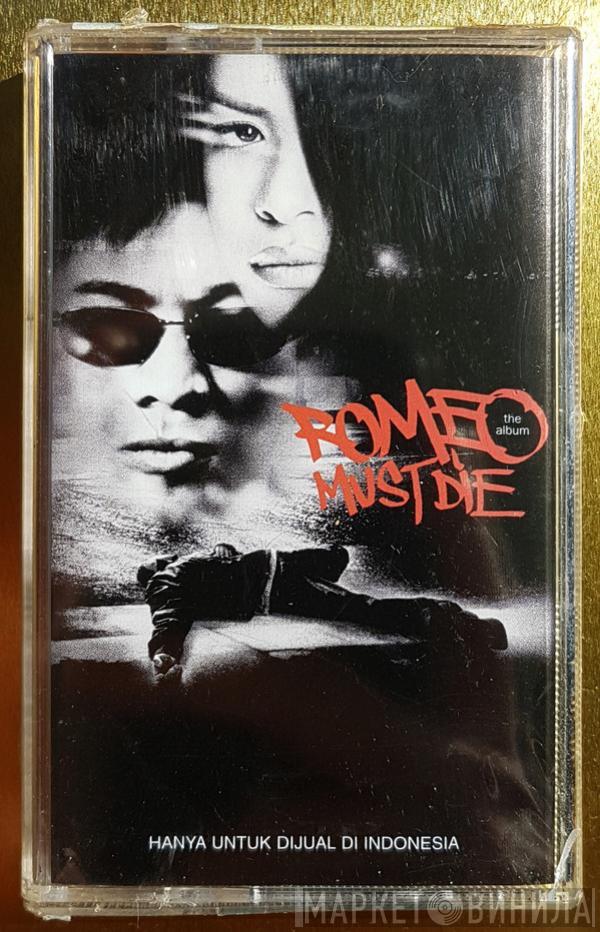 ROMEO
the
album
MUST DIE
HANYA UNTUK DIJUAL DI INDONESIA
МАРКЕТ ВИНИЛА